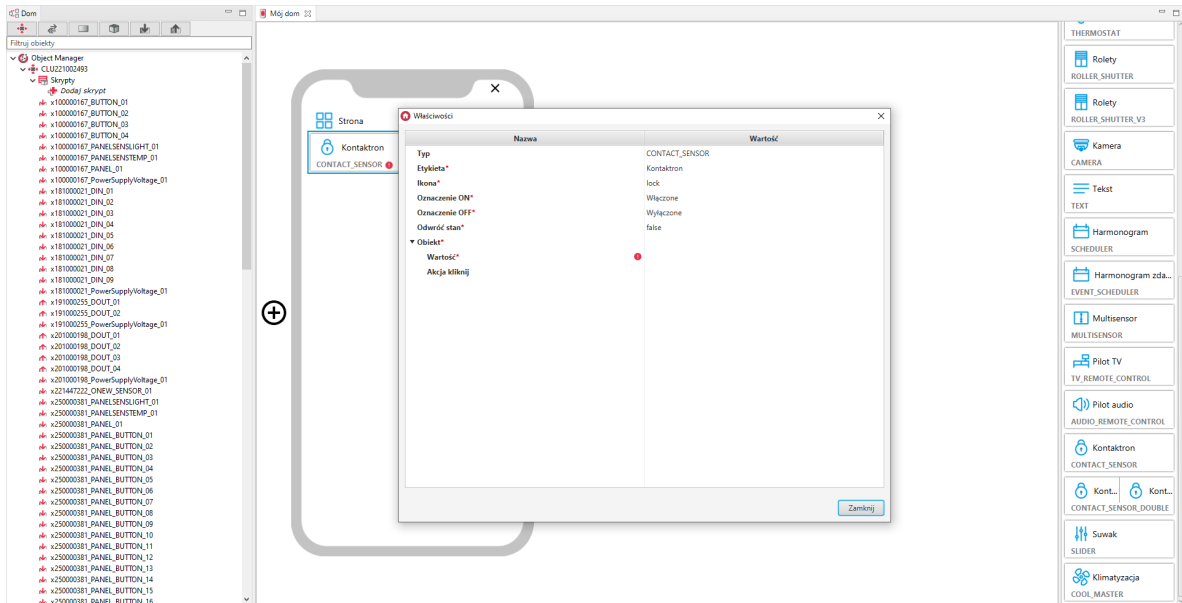 Dom
Filtruj obiekty
Object Manager
CLU221002493
Skrypty
Dodaj skrypt
x100000167_BUTTON_01
x100000167_BUTTON_02
x100000167_BUTTON_03
x100000167_BUTTON_04
x100000167_PANELSENSLIGHT_01
x100000167_PANELSENSTEMP_01
x100000167_PANEL_01
x100000167_PowerSupplyVoltage_01
x181000021_DIN_01
x181000021_DIN_02
x181000021_DIN_03
x181000021_DIN_04
x181000021_DIN_05
x181000021_DIN_06
x181000021_DIN_07
x181000021_DIN_08
x181000021_DIN_09
x181000021_PowerSupplyVoltage_01
x191000255_DOUT_01
x191000255_DOUT_02
x191000255_PowerSupplyVoltage_01
x201000198_DOUT_01
x201000198_DOUT_02
x201000198_DOUT_03
x201000198_DOUT_04
x201000198_PowerSupplyVoltage_01
x221447222_ONEW_SENSOR_01
x250000381_PANELSENSLIGHT_01
x250000381_PANELSENSTEMP_01
x250000381_PANEL_01
x250000381_PANEL_BUTTON_01
x250000381_PANEL_BUTTON_02
x250000381_PANEL_BUTTON_03
x250000381_PANEL_BUTTON_04
x250000381_PANEL_BUTTON_05
x250000381_PANEL_BUTTON_06
x250000381_PANEL_BUTTON_07
x250000381_PANEL_BUTTON_08
x250000381_PANEL_BUTTON_09
x250000381_PANEL_BUTTON_10
x250000381_PANEL_BUTTON_11
x250000381_PANEL_BUTTON_12
x250000381_PANEL_BUTTON_13
x250000381_PANEL_BUTTON_14
x250000381_PANEL_BUTTON_15
x250000381_PANEL_BUTTON_16
Mój dom
Strona
Kontaktron
CONTACT_SENSOR
Właściwości
Nazwa Wartość
Typ CONTACT_SENSOR
Etykieta* Kontaktron
Ikona* lock
Oznaczenie ON* Włączone
Oznaczenie OFF* Wyłączone
Odwróć stan* false
Obiekt*
Wartość*
Akcja kliknij
Zamknij
THERMOSTAT
Rolety
ROLLER_SHUTTER
Rolety
ROLLER_SHUTTER_V3
Kamera
CAMERA
Tekst
TEXT
Harmonogram
SCHEDULER
Harmonogram zda...
EVENT_SCHEDULER
Multisensor
MULTISENSOR
Pilot TV
TV_REMOTE_CONTROL
Pilot audio
AUDIO_REMOTE_CONTROL
Kontaktron
CONTACT_SENSOR
Kont... Kont...
CONTACT_SENSOR_DOUBLE
Suwak
SLIDER
Klimatyzacja
COOL_MASTER